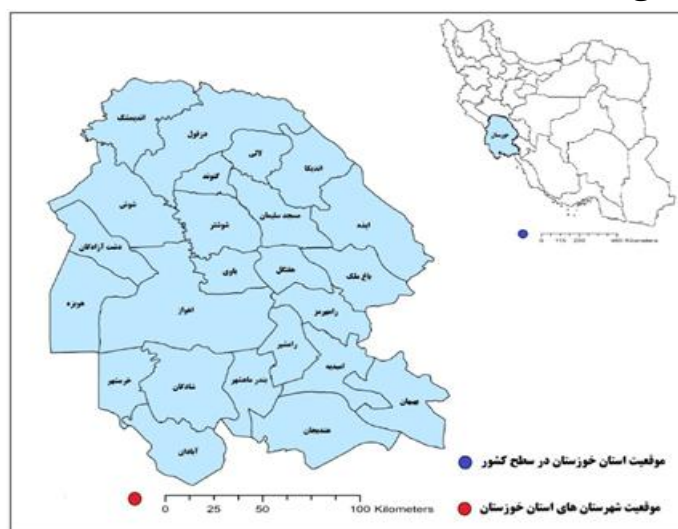 اندیمشک
دزفول
لالی
اندیکا
گتوند
شوش
مسجد سلیمان
شوشتر
ایذه
دشت آزادگان
باوی
هفتگل
باغ ملک
هویزه
اهواز
رامهرمز
رامشیر
امیدیه
خرمشهر
شادگان
بندر ماهشهر
بهبهان
هندیجان
آبادان
خوزستان
Kilometers
موقعیت استان خوزستان در سطح کشور
موقعیت شهرستان های استان خوزستان
0 25 50 100 Kilometers